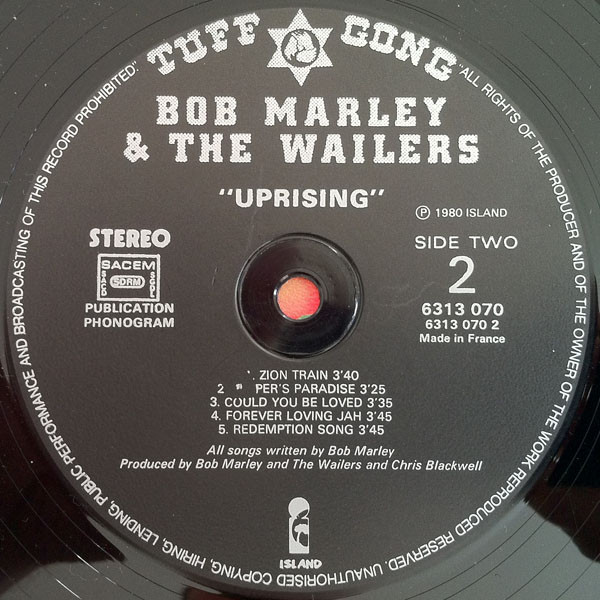 TUFF GONG
BOB MARLEY
& THE WAILERS
"UPRISING"
℗ 1980 ISLAND
STEREO
SACEM
SACD SDRM SGDL
PUBLICATION
PHONOGRAM
SIDE TWO
2
6313 070
6313 070 2
Made in France
. ZION TRAIN 3'40
2 PER'S PARADISE 3'25
3. COULD YOU BE LOVED 3'35
4. FOREVER LOVING JAH 3'45
5. REDEMPTION SONG 3'45
All songs written by Bob Marley
Produced by Bob Marley and The Wailers and Chris Blackwell
ISLAND
"ALL RIGHTS OF THE PRODUCER AND OF THE OWNER OF THE WORK REPRODUCED RESERVED. UNAUTHORISED COPYING, HIRING, LENDING, PUBLIC PERFORMANCE AND BROADCASTING OF THIS RECORD PROHIBITED."